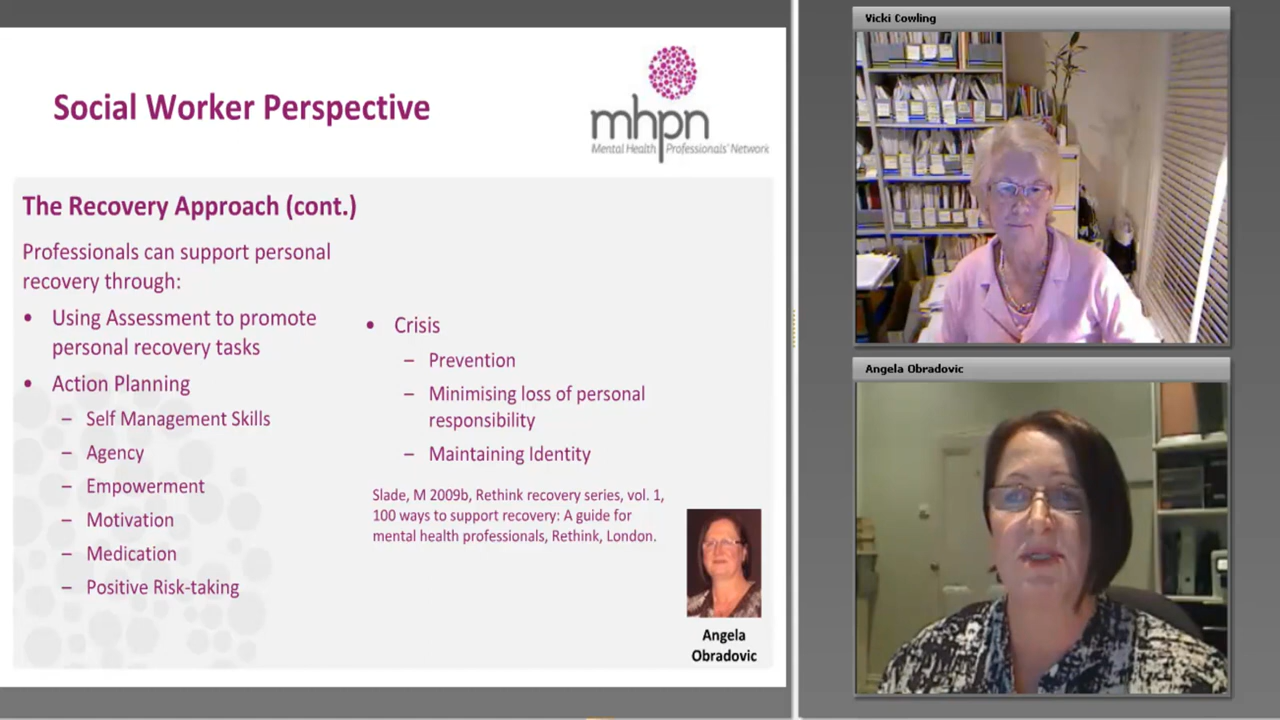 Social Worker Perspective
mhpn
Mental Health Professionals' Network
The Recovery Approach (cont.)
Professionals can support personal
recovery through:
• Using Assessment to promote
personal recovery tasks
• Action Planning
– Self Management Skills
– Agency
– Empowerment
– Motivation
– Medication
– Positive Risk-taking
• Crisis
– Prevention
– Minimising loss of personal
responsibility
– Maintaining Identity
Slade, M 2009b, Rethink recovery series, vol. 1,
100 ways to support recovery: A guide for
mental health professionals, Rethink, London.
Angela
Obradovic
Vicki Cowling
Angela Obradovic